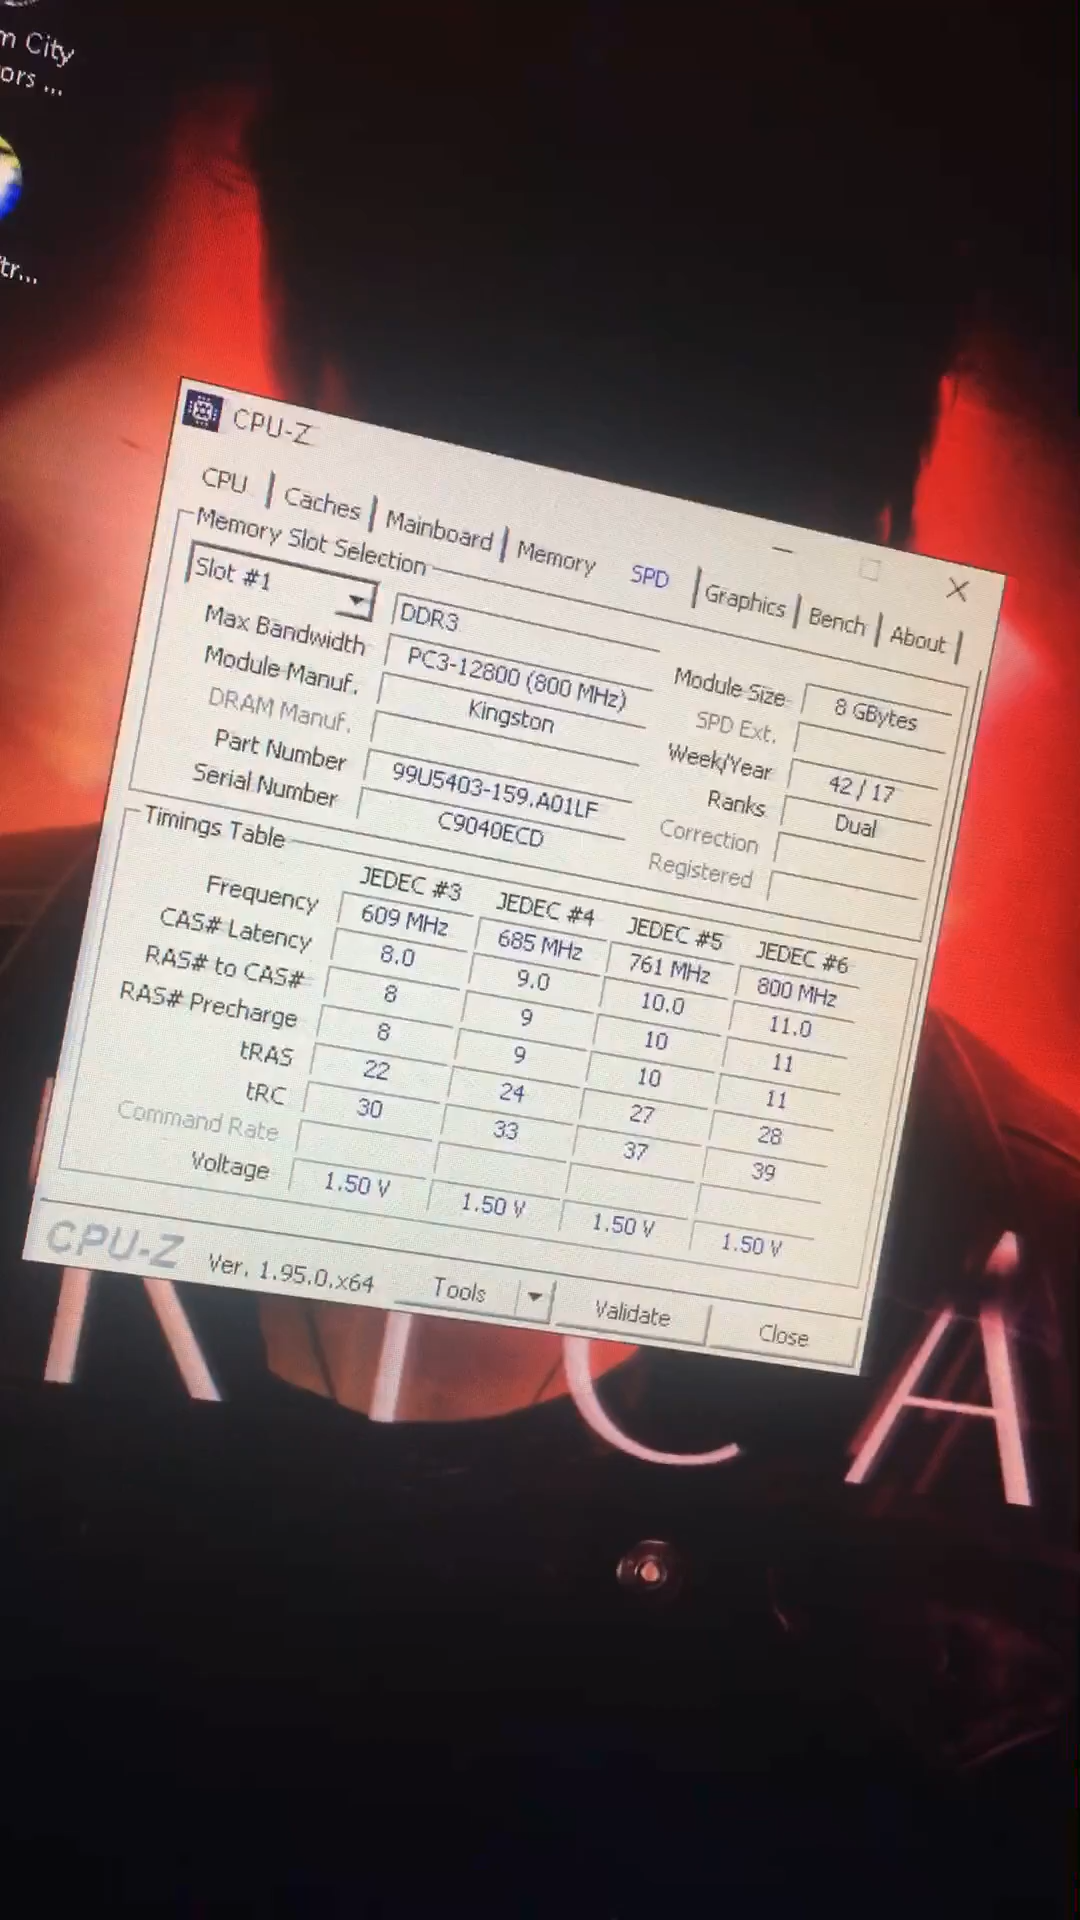 m City
ors ...
tr...
CPU-Z
CPU Caches Mainboard Memory SPD Graphics Bench About
Memory Slot Selection
Slot #1 DDR3
Max Bandwidth PC3-12800 (800 MHz) Module Size 8 GBytes
Module Manuf. Kingston SPD Ext.
DRAM Manuf. Week/Year 42 / 17
Part Number 99U5403-159.A01LF Ranks Dual
Serial Number C9040ECD Correction
Registered
Timings Table
JEDEC #3 JEDEC #4 JEDEC #5 JEDEC #6
Frequency 609 MHz 685 MHz 761 MHz 800 MHz
CAS# Latency 8.0 9.0 10.0 11.0
RAS# to CAS# 8 9 10 11
RAS# Precharge 8 9 10 11
tRAS 22 24 27 28
tRC 30 33 37 39
Command Rate
Voltage 1.50 V 1.50 V 1.50 V 1.50 V
CPU-Z Ver. 1.95.0.x64 Tools Validate Close
CA